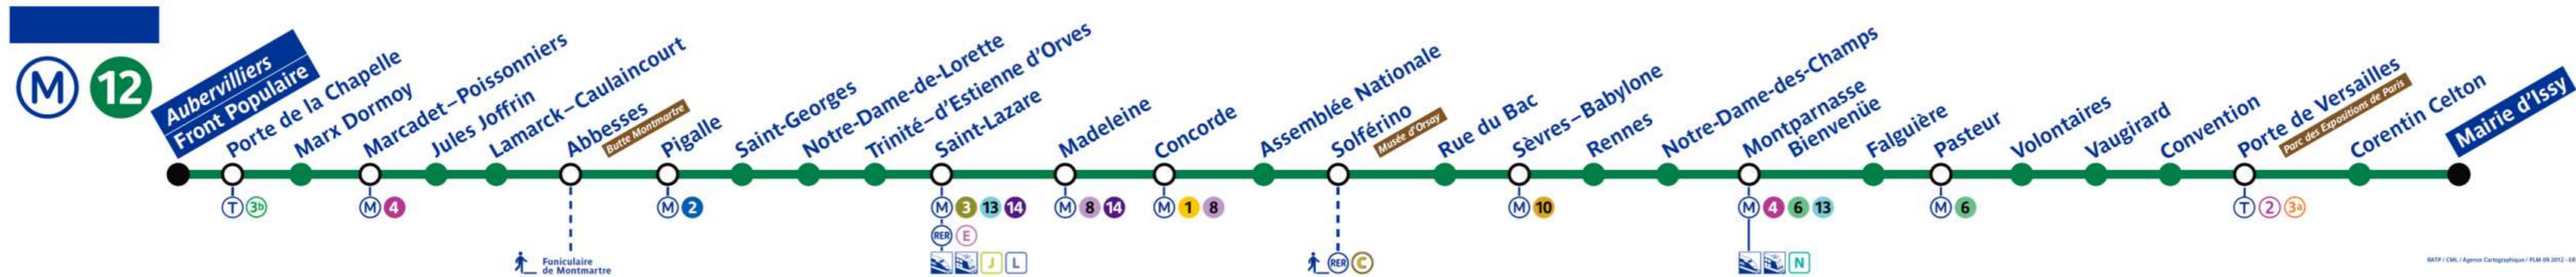 M 12
Aubervilliers
Front Populaire
Porte de la Chapelle
T 3b
Marx Dormoy
Marcadet–Poissonniers
M 4
Jules Joffrin
Lamarck–Caulaincourt
Abbesses
Butte Montmartre
Funiculaire
de Montmartre
Pigalle
M 2
Saint-Georges
Notre-Dame-de-Lorette
Trinité–d'Estienne d'Orves
Saint-Lazare
M 3 13 14
RER E
J L
Madeleine
M 8 14
Concorde
M 1 8
Assemblée Nationale
Solférino
Musée d'Orsay
RER C
Rue du Bac
Sèvres–Babylone
M 10
Rennes
Notre-Dame-des-Champs
Montparnasse
Bienvenüe
M 4 6 13
N
Falguière
Pasteur
M 6
Volontaires
Vaugirard
Convention
Porte de Versailles
Parc des Expositions de Paris
T 2 3a
Corentin Celton
Mairie d'Issy